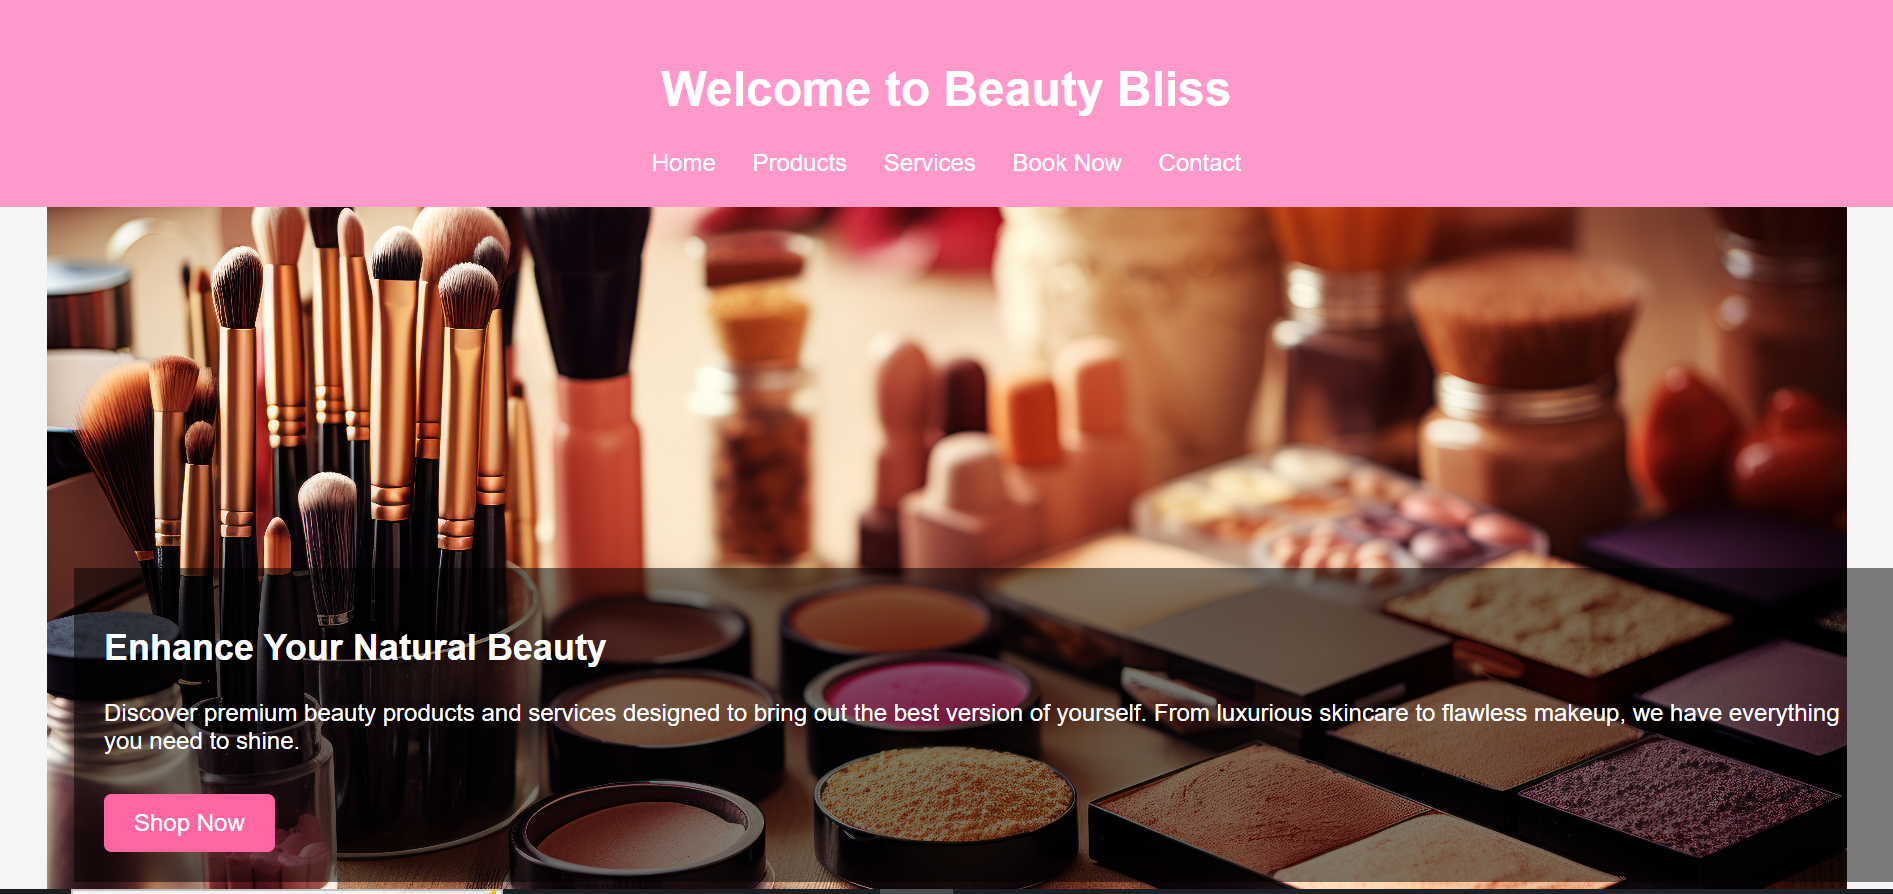 Welcome to Beauty Bliss
Home Products Services Book Now Contact
Enhance Your Natural Beauty
Discover premium beauty products and services designed to bring out the best version of yourself. From luxurious skincare to flawless makeup, we have everything
you need to shine.
Shop Now